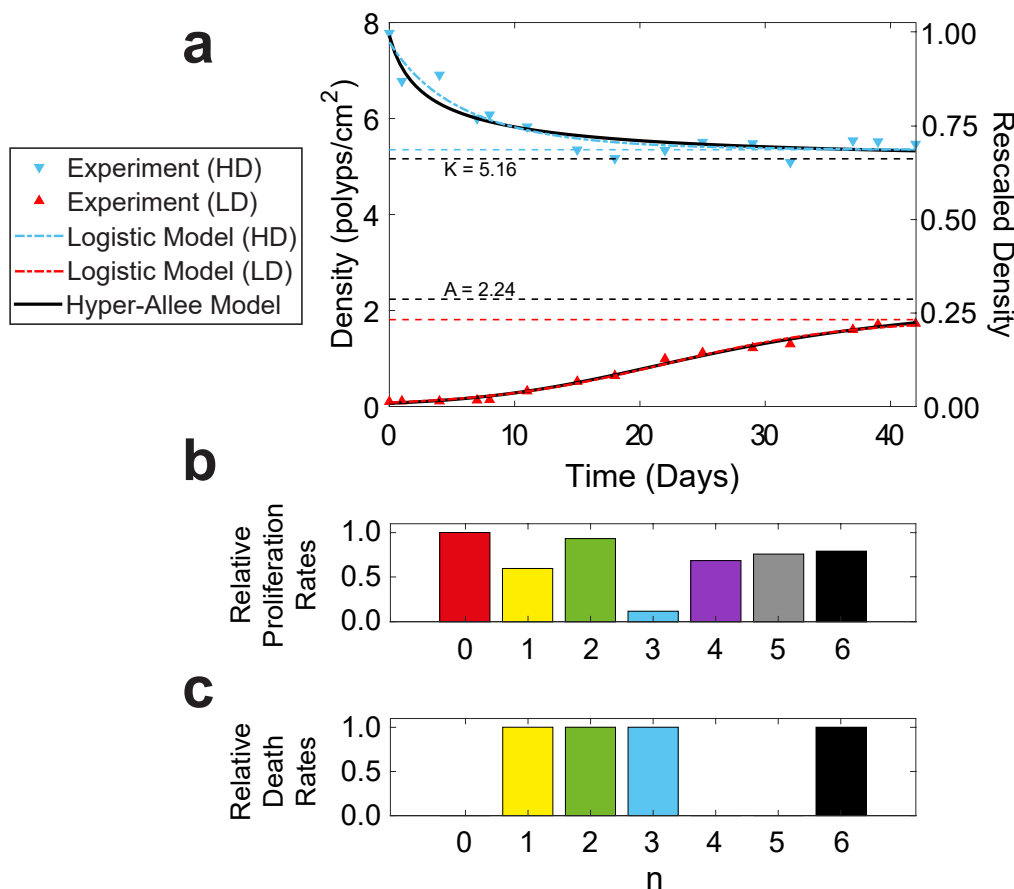 a
Experiment (HD)
Experiment (LD)
Logistic Model (HD)
Logistic Model (LD)
Hyper-Allee Model
Density (polyps/cm²)
8
6
4
2
0
K = 5.16
A = 2.24
1.00
0.75
0.50
0.25
0.00
Rescaled Density
0 10 20 30 40
Time (Days)
b
Relative
Proliferation
Rates
1.0
0.5
0.0
0 1 2 3 4 5 6
c
Relative
Death
Rates
1.0
0.5
0.0
0 1 2 3 4 5 6
n